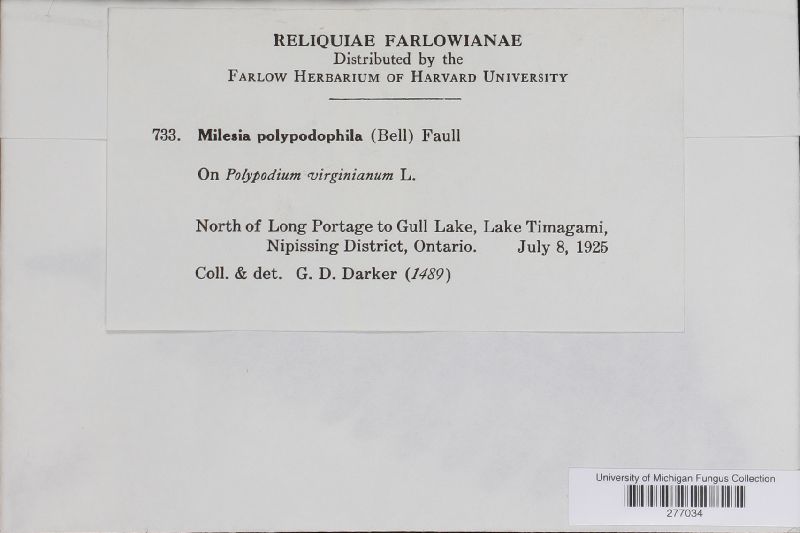 RELIQUIAE FARLOWIANAE
Distributed by the
FARLOW HERBARIUM OF HARVARD UNIVERSITY
733. Milesia polypodophila (Bell) Faull
On Polypodium virginianum L.
North of Long Portage to Gull Lake, Lake Timagami,
Nipissing District, Ontario. July 8, 1925
Coll. & det. G. D. Darker (1489)
University of Michigan Fungus Collection
277034